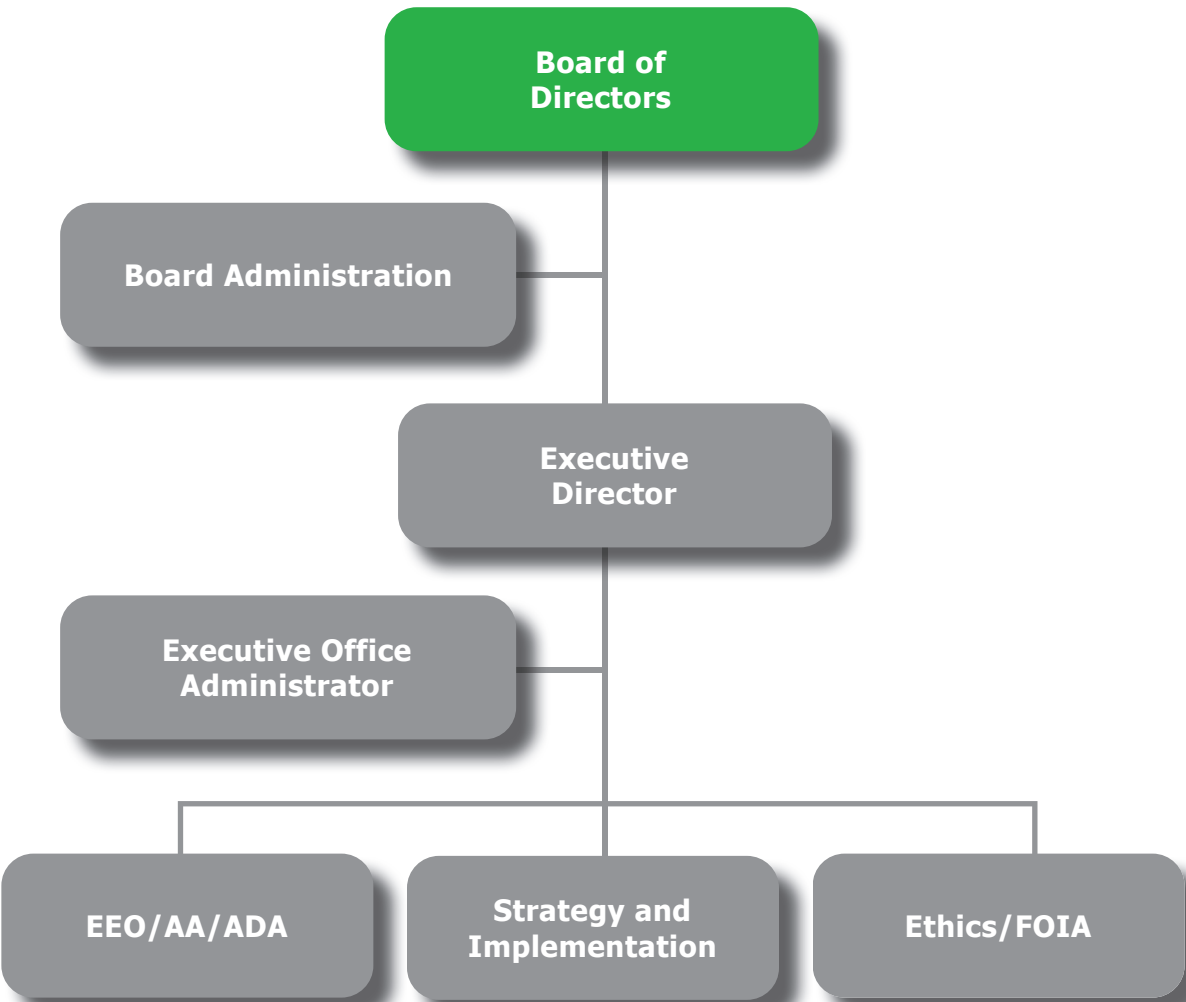 Board of
Directors
Board Administration
Executive
Director
Executive Office
Administrator
EEO/AA/ADA
Strategy and
Implementation
Ethics/FOIA